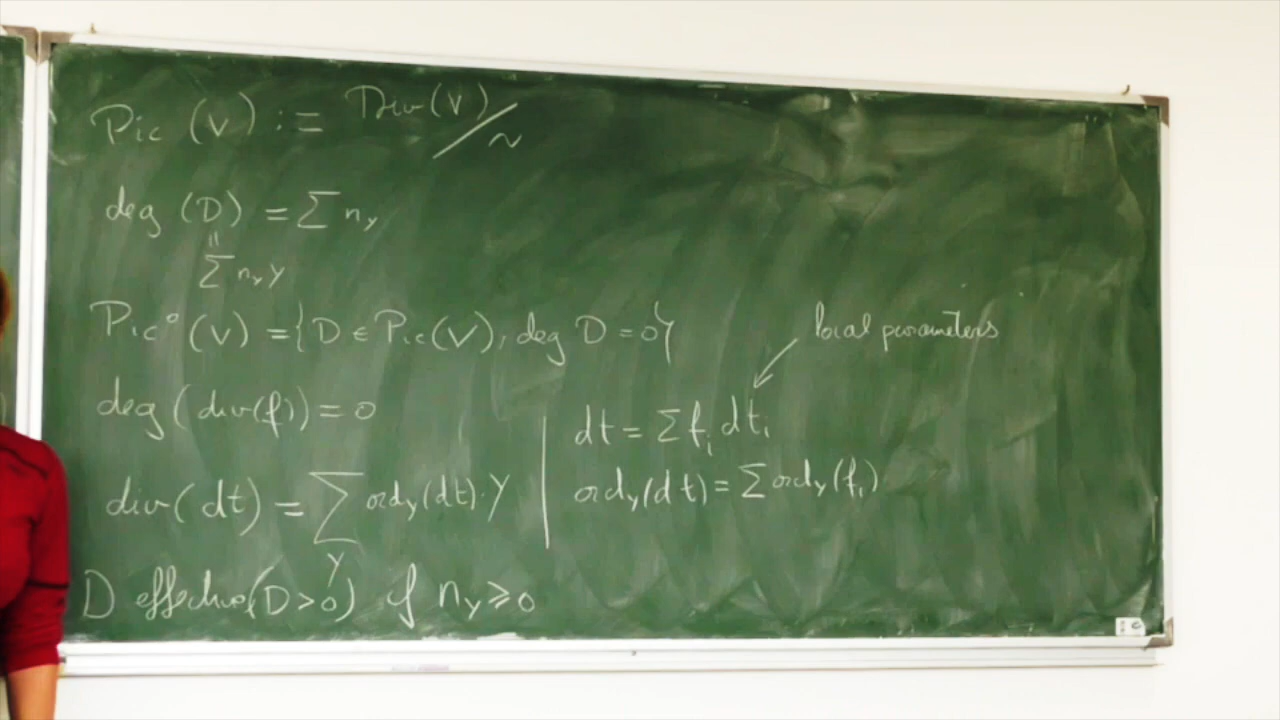 Pic (V) := Div(V)/~
deg (D) = Σ n_Y
=
Σ n_Y Y
Pic⁰ (V) = {D ∈ Pic(V), deg D = 0}
deg (div(f)) = 0
div(dt) = Σ_Y ord_Y(dt)·Y
D effective (D>0) if n_Y ⩾ 0
local parameters
dt = Σ f_i dt_i
ord_Y(dt) = Σ ord_Y(f_i)